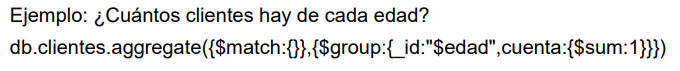 Ejemplo: ¿Cuántos clientes hay de cada edad?
db.clientes.aggregate({$match:{}},{$group:{_id:"$edad",cuenta:{$sum:1}}})